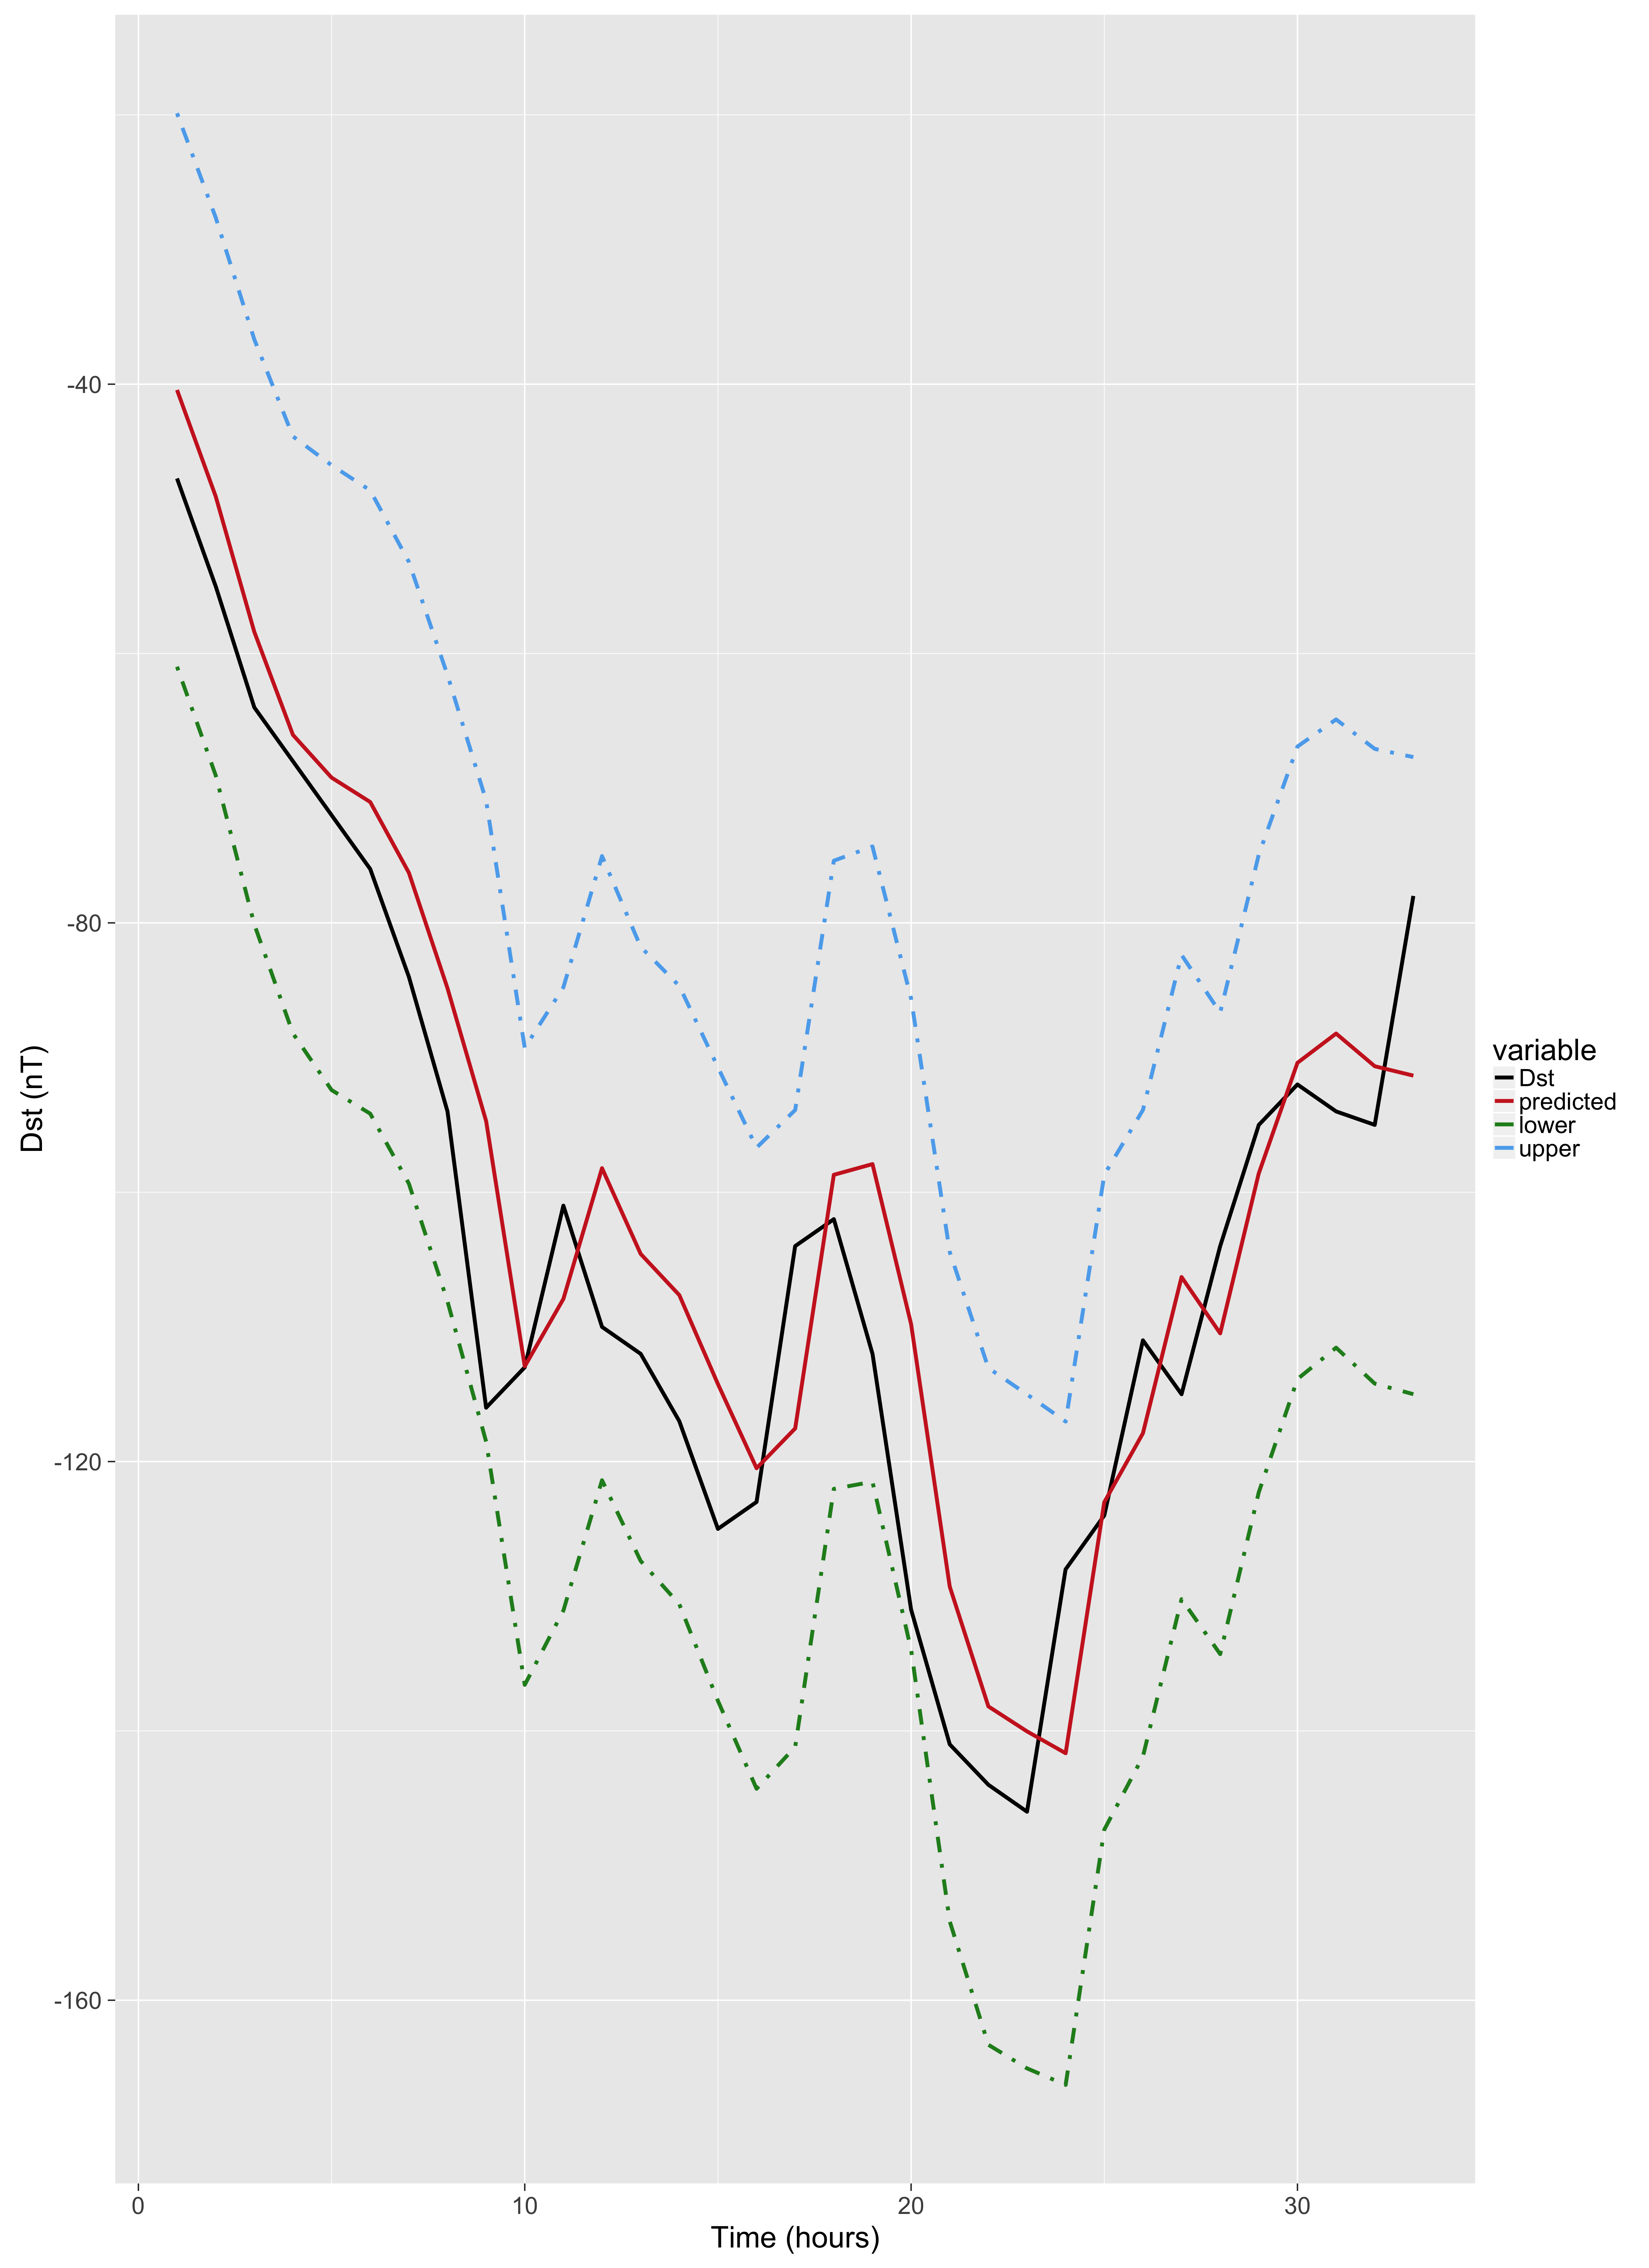 Dst (nT)
-40
-80
-120
-160
0 10 20 30
Time (hours)
variable
Dst
predicted
lower
upper